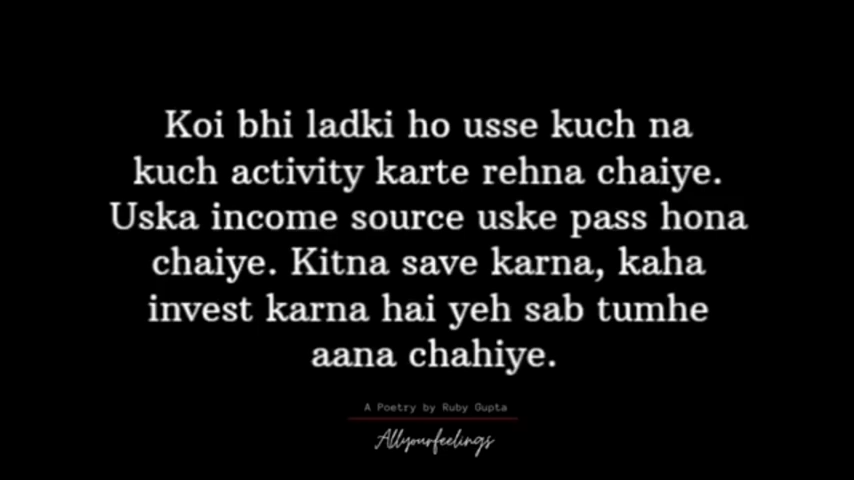 Koi bhi ladki ho usse kuch na
kuch activity karte rehna chaiye.
Uska income source uske pass hona
chaiye. Kitna save karna, kaha
invest karna hai yeh sab tumhe
aana chahiye.
A Poetry by Ruby Gupta
Allyourfeelings